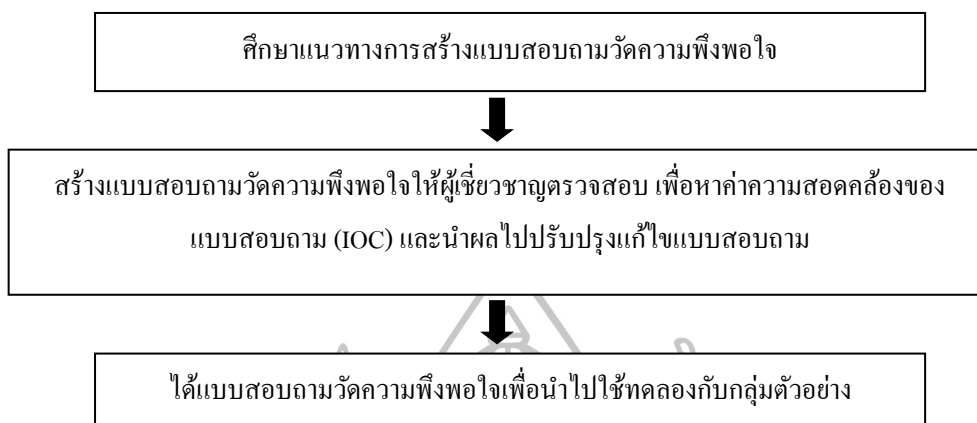 ศึกษาแนวทางการสร้างแบบสอบถามวัดความพึงพอใจ
สร้างแบบสอบถามวัดความพึงพอใจให้ผู้เชี่ยวชาญตรวจสอบ เพื่อหาค่าความสอดคล้องของ
แบบสอบถาม (IOC) และนำผลไปปรับปรุงแก้ไขแบบสอบถาม
ได้แบบสอบถามวัดความพึงพอใจเพื่อนำไปใช้ทดลองกับกลุ่มตัวอย่าง